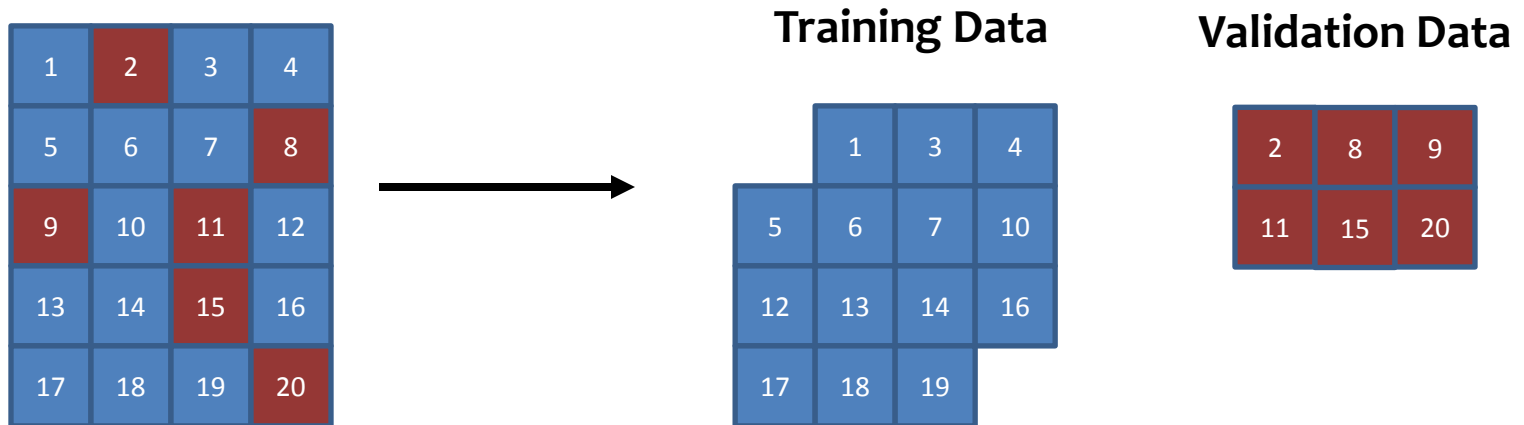 Training Data
Validation Data
1 2 3 4
5 6 7 8
9 10 11 12
13 14 15 16
17 18 19 20
1 3 4
5 6 7 10
12 13 14 16
17 18 19
2 8 9
11 15 20